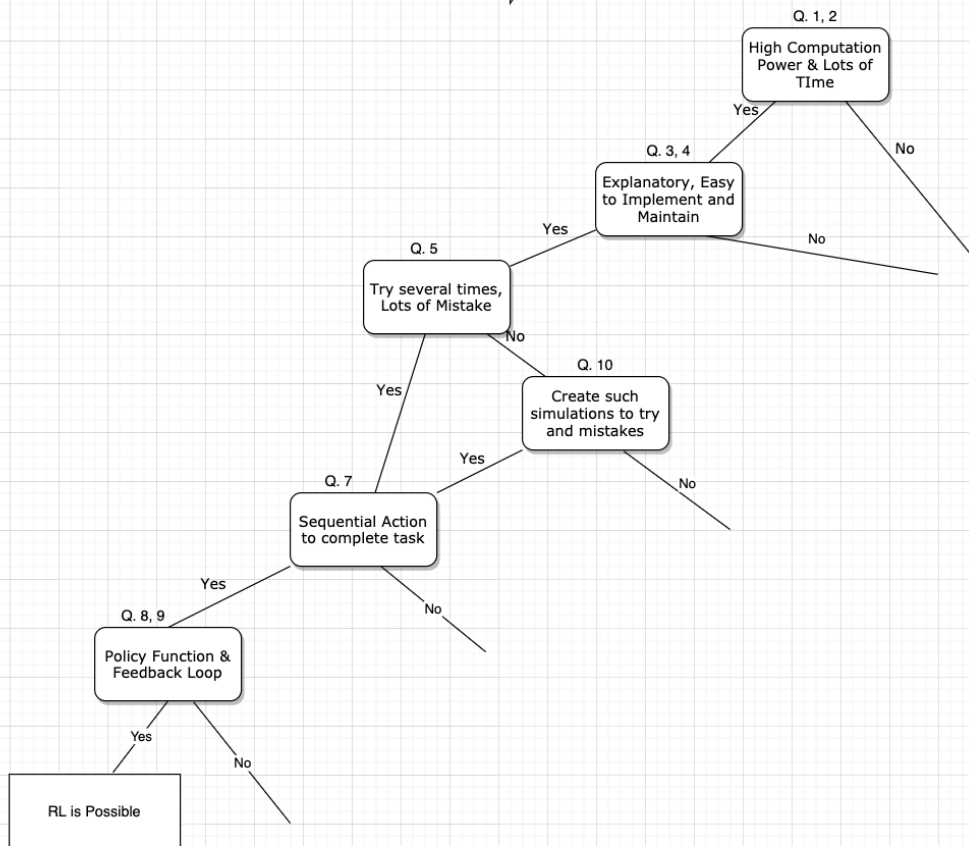 Q. 1, 2
High Computation
Power & Lots of
TIme
Yes
No
Q. 3, 4
Explanatory, Easy
to Implement and
Maintain
Yes
No
Q. 5
Try several times,
Lots of Mistake
No
Yes
Q. 10
Create such
simulations to try
and mistakes
Yes
No
Q. 7
Sequential Action
to complete task
Yes
No
Q. 8, 9
Policy Function &
Feedback Loop
Yes
No
RL is Possible